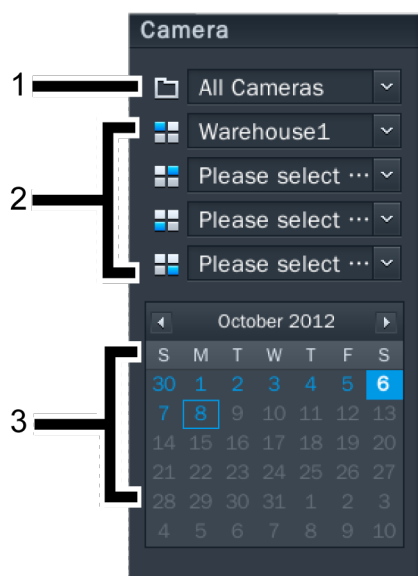 Camera
1 All Cameras
Warehouse1
2 Please select ...
Please select ...
Please select ...
October 2012
S M T W T F S
30 1 2 3 4 5 6
3 7 8 9 10 11 12 13
14 15 16 17 18 19 20
21 22 23 24 25 26 27
28 29 30 31 1 2 3
4 5 6 7 8 9 10